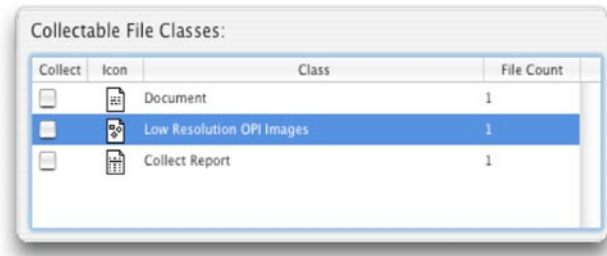 Collectable File Classes:
Collect Icon Class File Count
Document 1
Low Resolution OPI Images 1
Collect Report 1